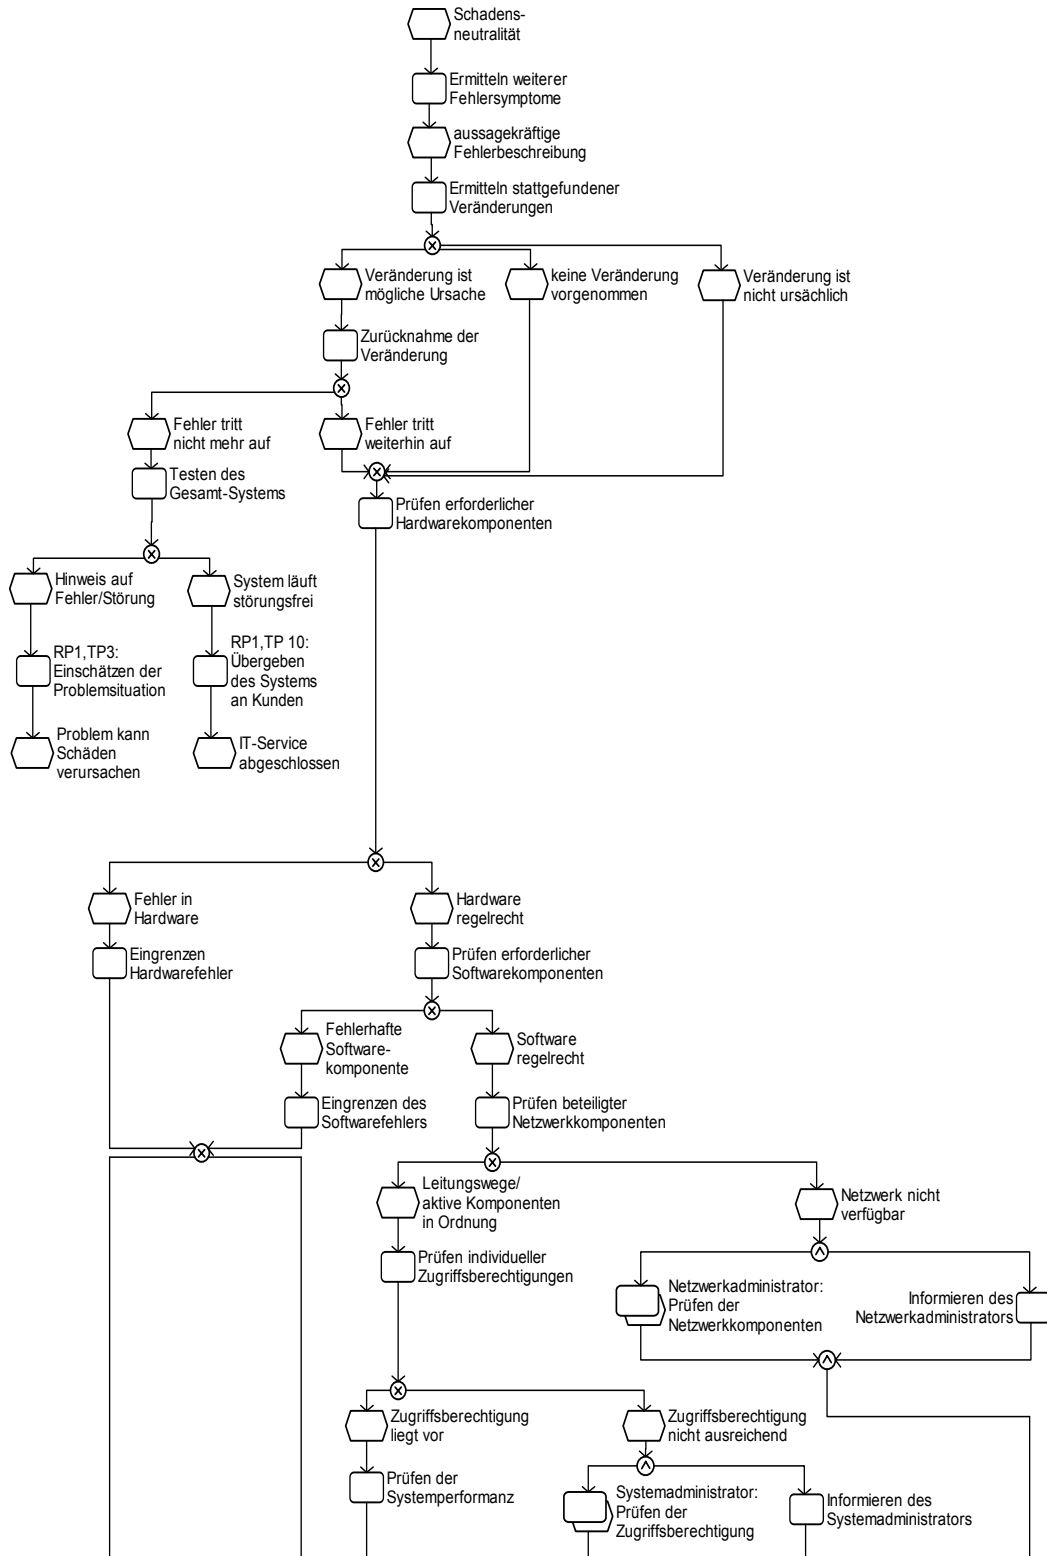 Schadens-
neutralität
Ermitteln weiterer
Fehlersymptome
aussagekräftige
Fehlerbeschreibung
Ermitteln stattgefundener
Veränderungen
Veränderung ist
mögliche Ursache
keine Veränderung
vorgenommen
Veränderung ist
nicht ursächlich
Zurücknahme der
Veränderung
Fehler tritt
nicht mehr auf
Fehler tritt
weiterhin auf
Testen des
Gesamt-Systems
Prüfen erforderlicher
Hardwarekomponenten
Hinweis auf
Fehler/Störung
System läuft
störungsfrei
RP1,TP3:
Einschätzen der
Problemsituation
RP1,TP 10:
Übergeben
des Systems
an Kunden
Problem kann
Schäden
verursachen
IT-Service
abgeschlossen
Fehler in
Hardware
Hardware
regelrecht
Eingrenzen
Hardwarefehler
Prüfen erforderlicher
Softwarekomponenten
Fehlerhafte
Software-
komponente
Software
regelrecht
Eingrenzen des
Softwarefehlers
Prüfen beteiligter
Netzwerkkomponenten
Leitungswege/
aktive Komponenten
in Ordnung
Netzwerk nicht
verfügbar
Prüfen individueller
Zugriffsberechtigungen
Netzwerkadministrator:
Prüfen der
Netzwerkkomponenten
Informieren des
Netzwerkadministrators
Zugriffsberechtigung
liegt vor
Zugriffsberechtigung
nicht ausreichend
Prüfen der
Systemperformanz
Systemadministrator:
Prüfen der
Zugriffsberechtigung
Informieren des
Systemadministrators